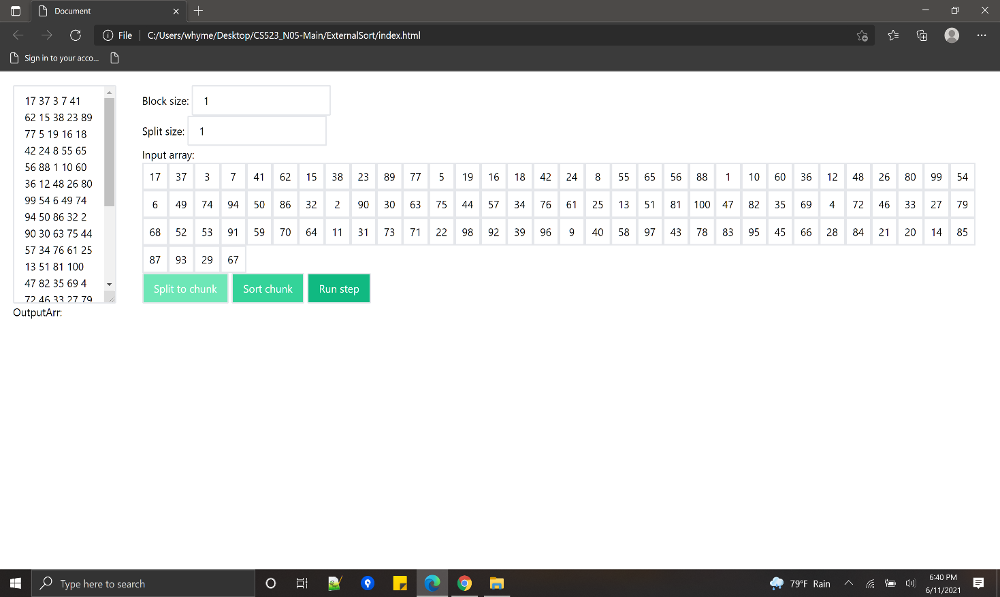 Document
File C:/Users/whyme/Desktop/CS523_N05-Main/ExternalSort/index.html
Sign in to your acco...
17 37 3 7 41
62 15 38 23 89
77 5 19 16 18
42 24 8 55 65
56 88 1 10 60
36 12 48 26 80
99 54 6 49 74
94 50 86 32 2
90 30 63 75 44
57 34 76 61 25
13 51 81 100
47 82 35 69 4
72 46 33 27 79
Block size: 1
Split size: 1
Input array:
17 37 3 7 41 62 15 38 23 89 77 5 19 16 18 42 24 8 55 65 56 88 1 10 60 36 12 48 26 80 99 54
6 49 74 94 50 86 32 2 90 30 63 75 44 57 34 76 61 25 13 51 81 100 47 82 35 69 4 72 46 33 27 79
68 52 53 91 59 70 64 11 31 73 71 22 98 92 39 96 9 40 58 97 43 78 83 95 45 66 28 84 21 20 14 85
87 93 29 67
Split to chunk Sort chunk Run step
OutputArr:
Type here to search
79°F Rain
6:40 PM
6/11/2021